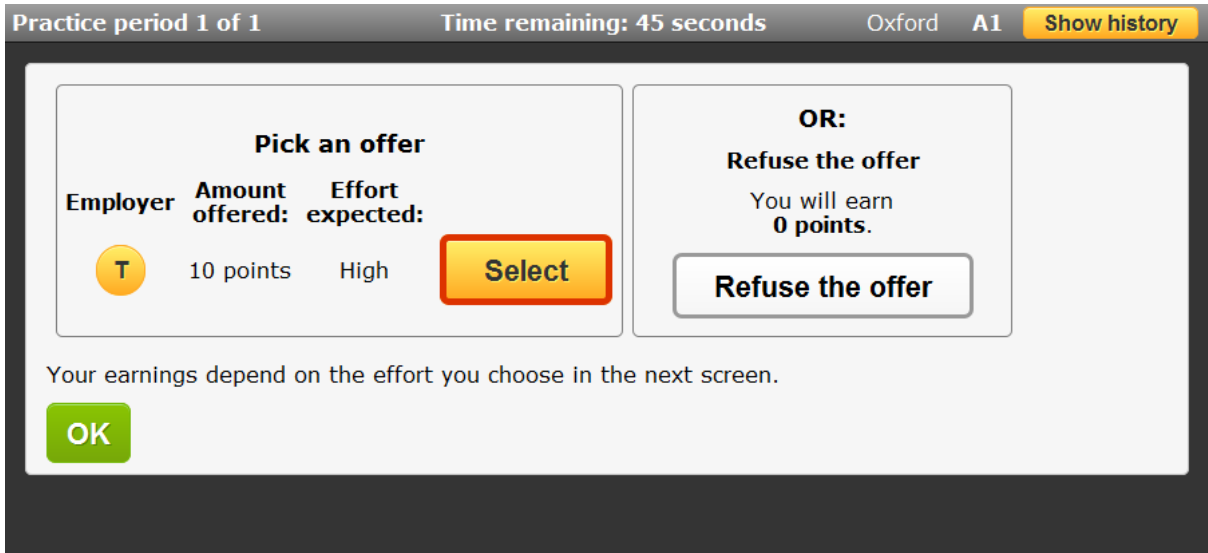 Practice period 1 of 1 Time remaining: 45 seconds Oxford A1 Show history
Pick an offer
Employer Amount offered: Effort expected:
T 10 points High Select
OR:
Refuse the offer
You will earn
0 points.
Refuse the offer
Your earnings depend on the effort you choose in the next screen.
OK